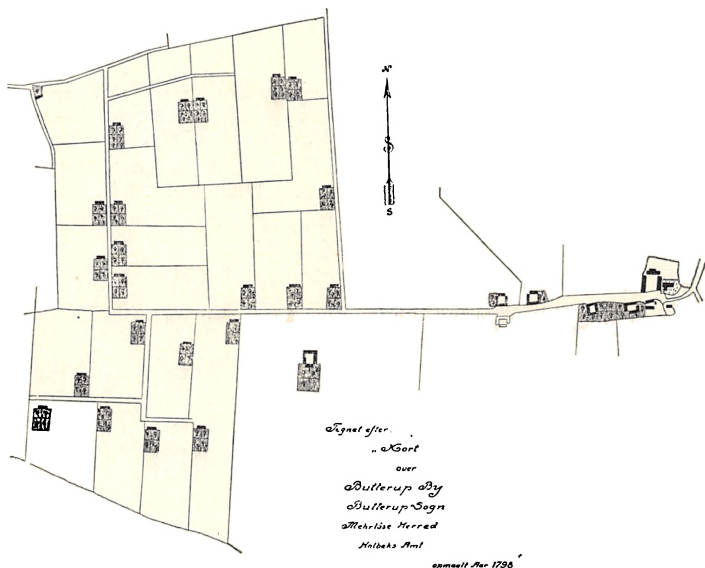 N
S
Tegnet efter.
„ Kort
over
Butterup By
Butterup Sogn
Mehrlöse Herred
Holbeks Amt
opmaalt Aar 1798 “